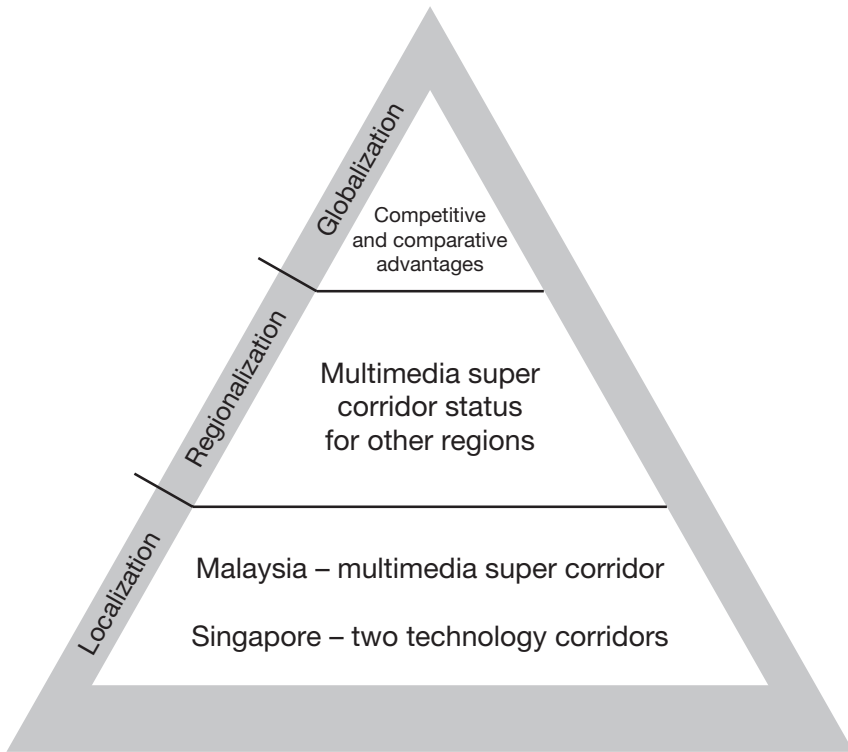 Globalization
Competitive
and comparative
advantages
Regionalization
Multimedia super
corridor status
for other regions
Localization
Malaysia – multimedia super corridor
Singapore – two technology corridors